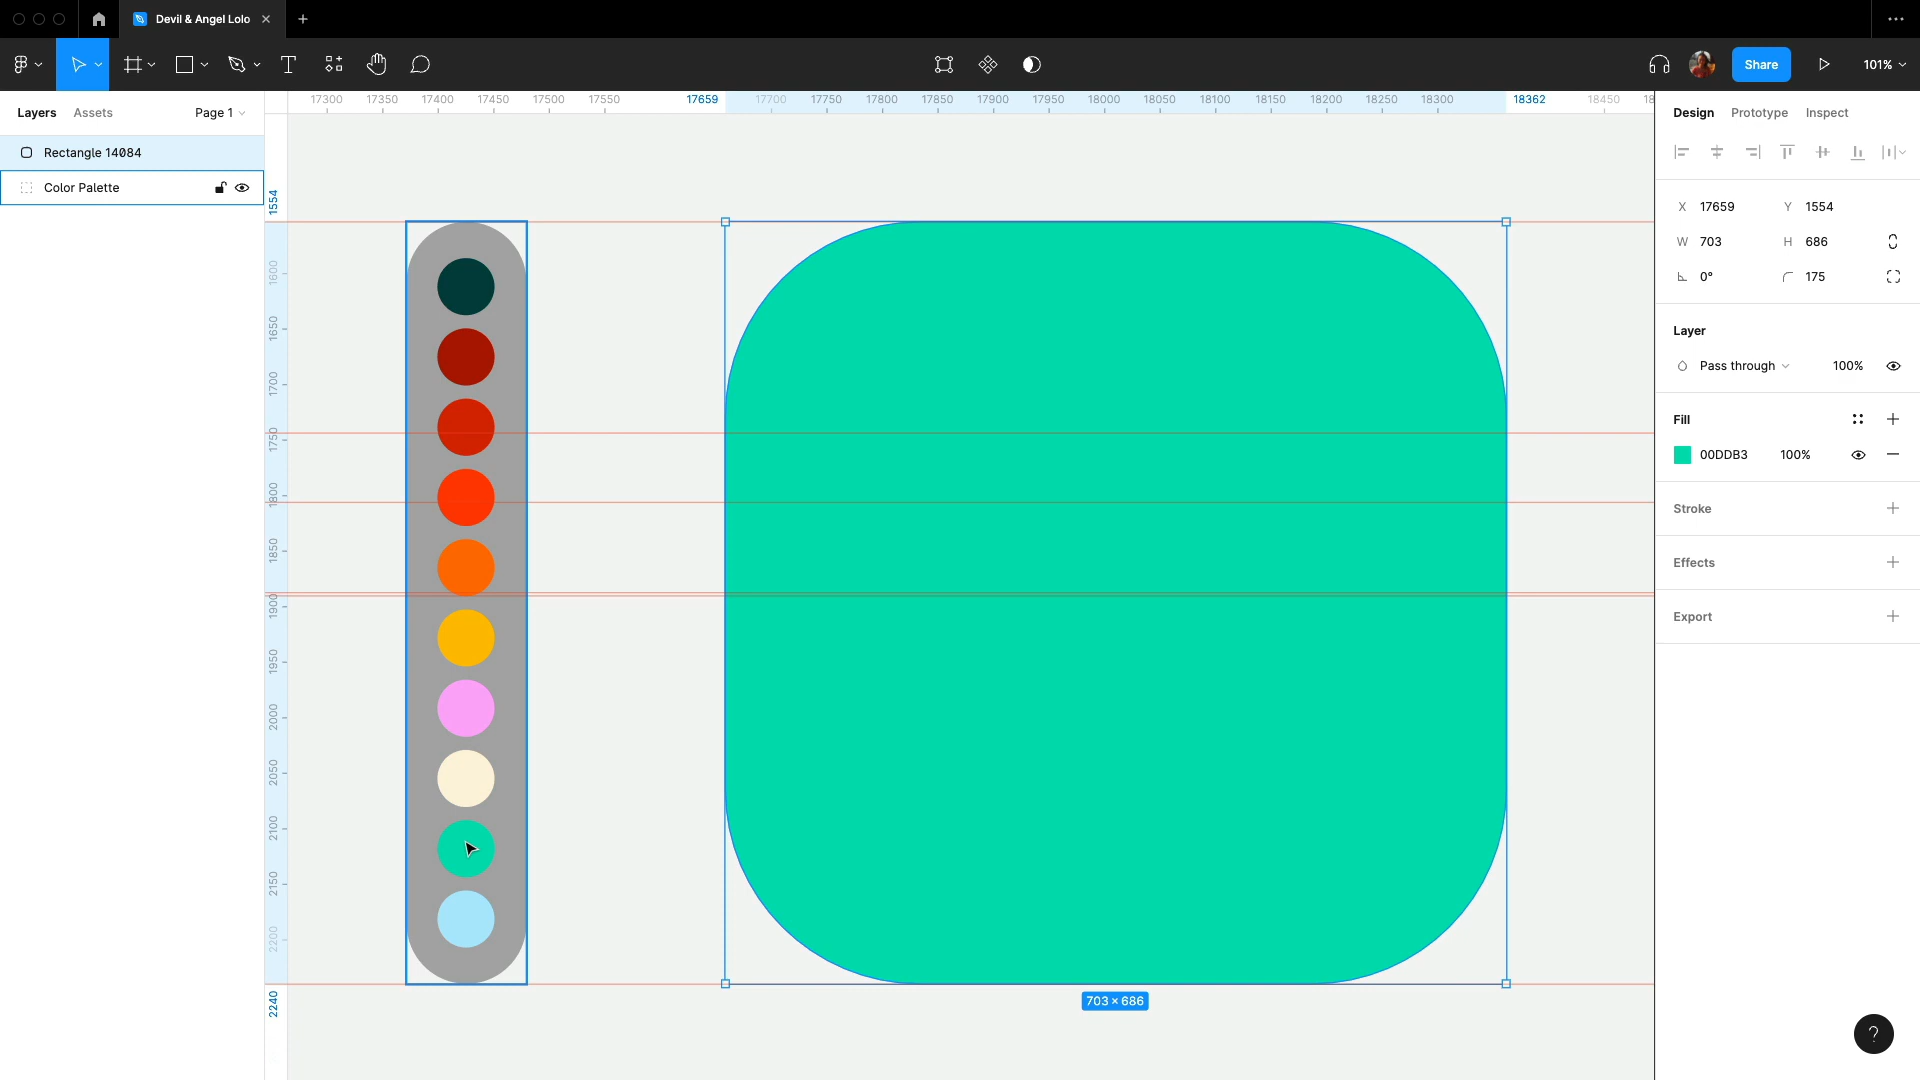 Devil & Angel Lolo
Share
101%
Layers
Assets
Page 1
17300
17350
17400
17450
17500
17550
17659
17700
17750
17800
17850
17900
17950
18000
18050
18100
18150
18200
18250
18300
18362
18450
18
Design
Prototype
Inspect
Rectangle 14084
Color Palette
1554
1600
1650
1700
1750
1800
1850
1900
1950
2000
2050
2100
2150
2200
2240
X 17659
Y 1554
W 703
H 686
0°
175
Layer
Pass through
100%
Fill
00DDB3
100%
Stroke
Effects
Export
703 × 686
?